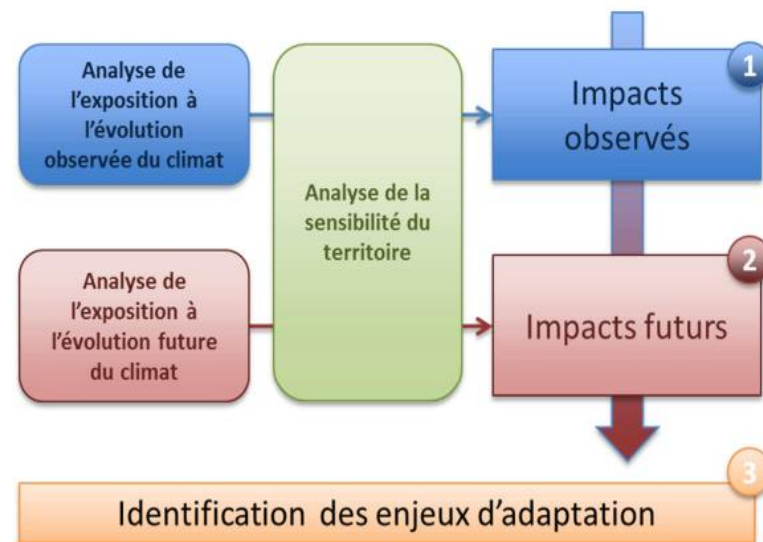 Analyse de
l'exposition à
l'évolution
observée du climat
Analyse de la
sensibilité du
territoire
1
Impacts
observés
Analyse de
l'exposition à
l'évolution future
du climat
2
Impacts futurs
3
Identification des enjeux d'adaptation